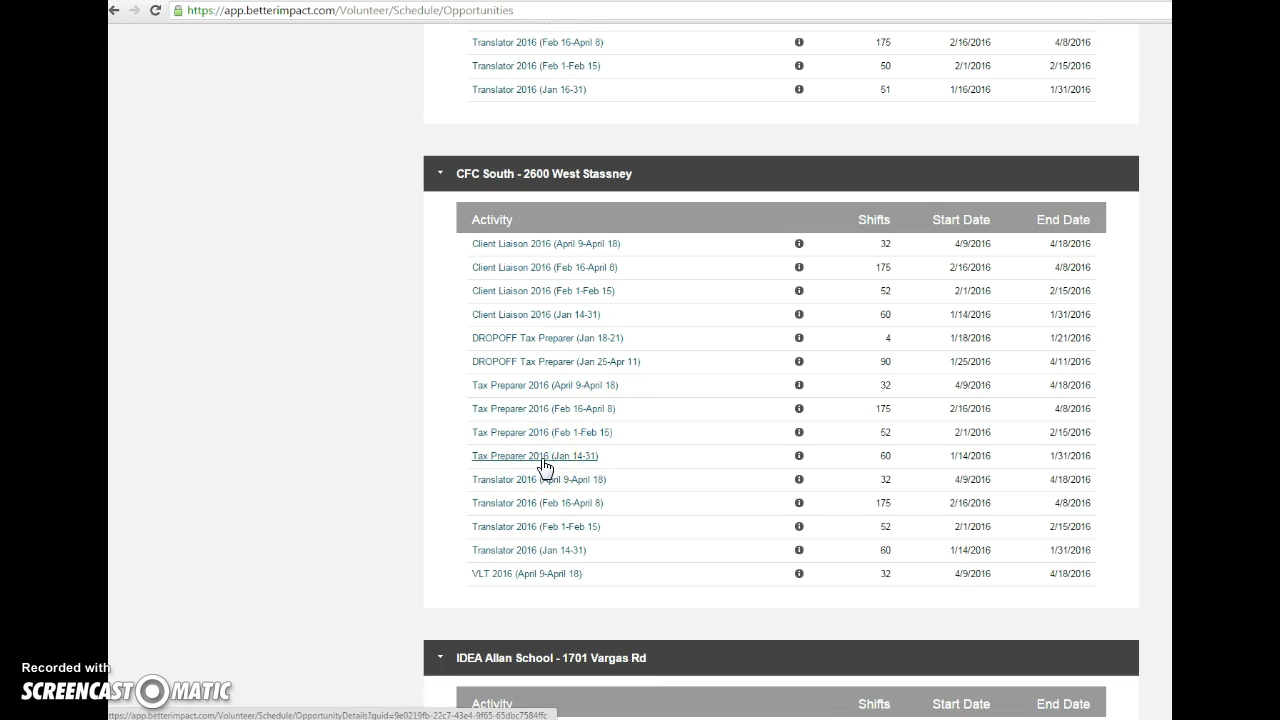 https://app.betterimpact.com/Volunteer/Schedule/Opportunities
Translator 2016 (Feb 16-April 8) 175 2/16/2016 4/8/2016
Translator 2016 (Feb 1-Feb 15) 50 2/1/2016 2/15/2016
Translator 2016 (Jan 16-31) 51 1/16/2016 1/31/2016
CFC South - 2600 West Stassney
Activity Shifts Start Date End Date
Client Liaison 2016 (April 9-April 18) 32 4/9/2016 4/18/2016
Client Liaison 2016 (Feb 16-April 8) 175 2/16/2016 4/8/2016
Client Liaison 2016 (Feb 1-Feb 15) 52 2/1/2016 2/15/2016
Client Liaison 2016 (Jan 14-31) 60 1/14/2016 1/31/2016
DROPOFF Tax Preparer (Jan 18-21) 4 1/18/2016 1/21/2016
DROPOFF Tax Preparer (Jan 25-Apr 11) 90 1/25/2016 4/11/2016
Tax Preparer 2016 (April 9-April 18) 32 4/9/2016 4/18/2016
Tax Preparer 2016 (Feb 16-April 8) 175 2/16/2016 4/8/2016
Tax Preparer 2016 (Feb 1-Feb 15) 52 2/1/2016 2/15/2016
Tax Preparer 2016 (Jan 14-31) 60 1/14/2016 1/31/2016
Translator 2016 (April 9-April 18) 32 4/9/2016 4/18/2016
Translator 2016 (Feb 16-April 8) 175 2/16/2016 4/8/2016
Translator 2016 (Feb 1-Feb 15) 52 2/1/2016 2/15/2016
Translator 2016 (Jan 14-31) 60 1/14/2016 1/31/2016
VLT 2016 (April 9-April 18) 32 4/9/2016 4/18/2016
IDEA Allan School - 1701 Vargas Rd
Activity Shifts Start Date End Date
Recorded with
SCREENCAST O MATIC